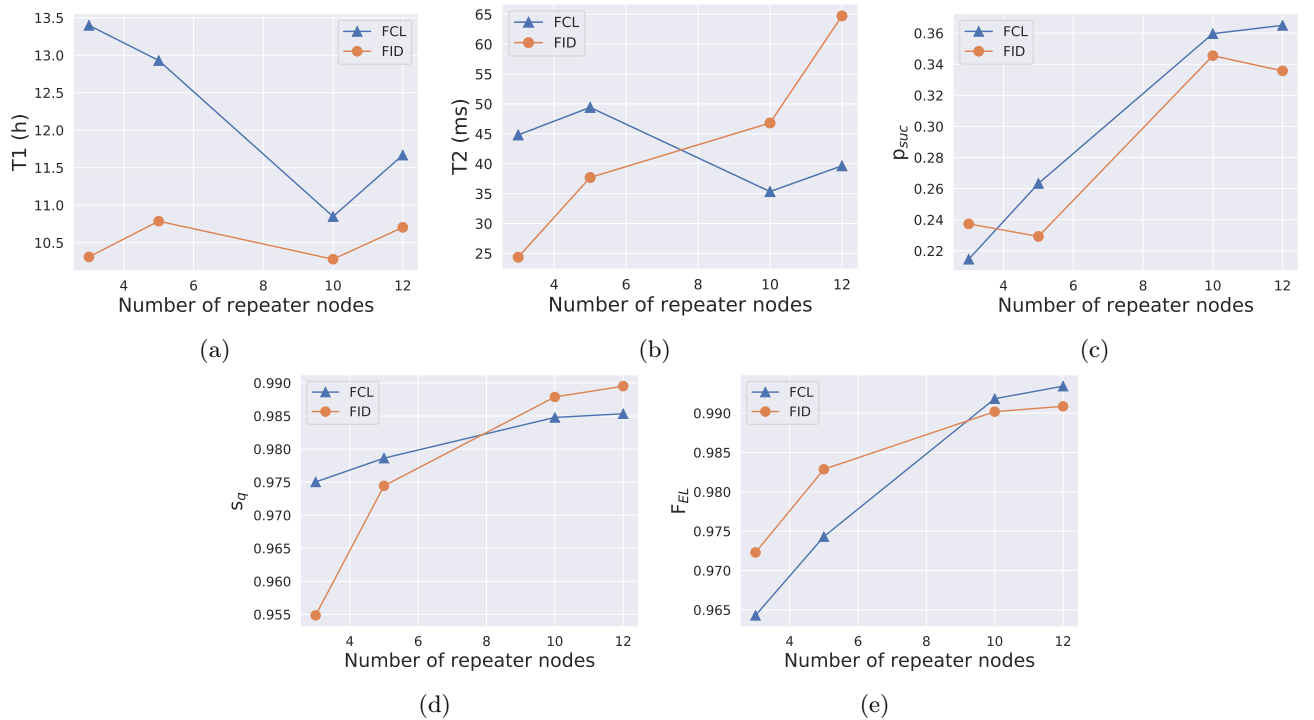 13.5
13.0
12.5
12.0
11.5
11.0
10.5
T1 (h)
FCL
FID
4 6 8 10 12
Number of repeater nodes
(a)
65
60
55
50
45
40
35
30
25
T2 (ms)
FCL
FID
4 6 8 10 12
Number of repeater nodes
(b)
0.36
0.34
0.30
0.28
0.26
0.24
0.22
p_suc
FCL
FID
4 6 8 10 12
Number of repeater nodes
(c)
0.990
0.985
0.980
0.975
0.970
0.965
0.960
0.955
s_q
FCL
FID
4 6 8 10 12
Number of repeater nodes
(d)
0.990
0.985
0.980
0.975
0.970
0.965
F_EL
FCL
FID
4 6 8 10 12
Number of repeater nodes
(e)